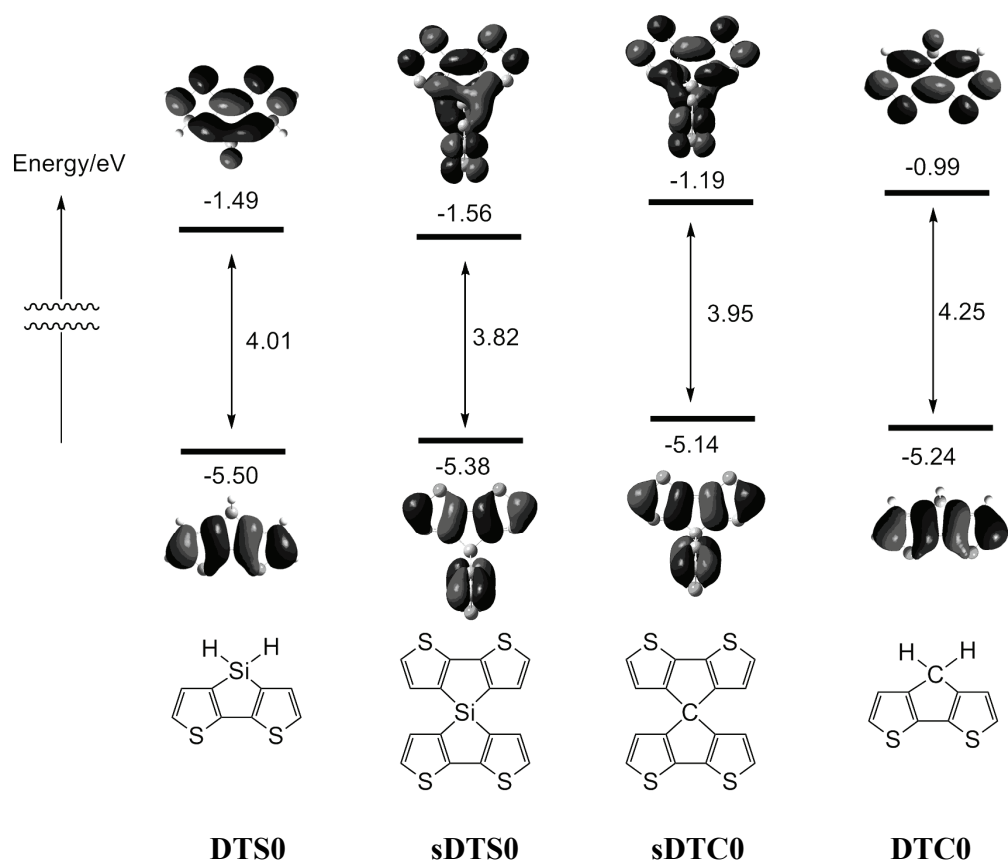 Energy/eV
-1.49
-1.56
-1.19
-0.99
4.01
3.82
3.95
4.25
-5.50
-5.38
-5.14
-5.24
H H
Si
S S
S S
Si
S S
S S
C
S S
H H
C
S S
DTS0 sDTS0 sDTC0 DTC0